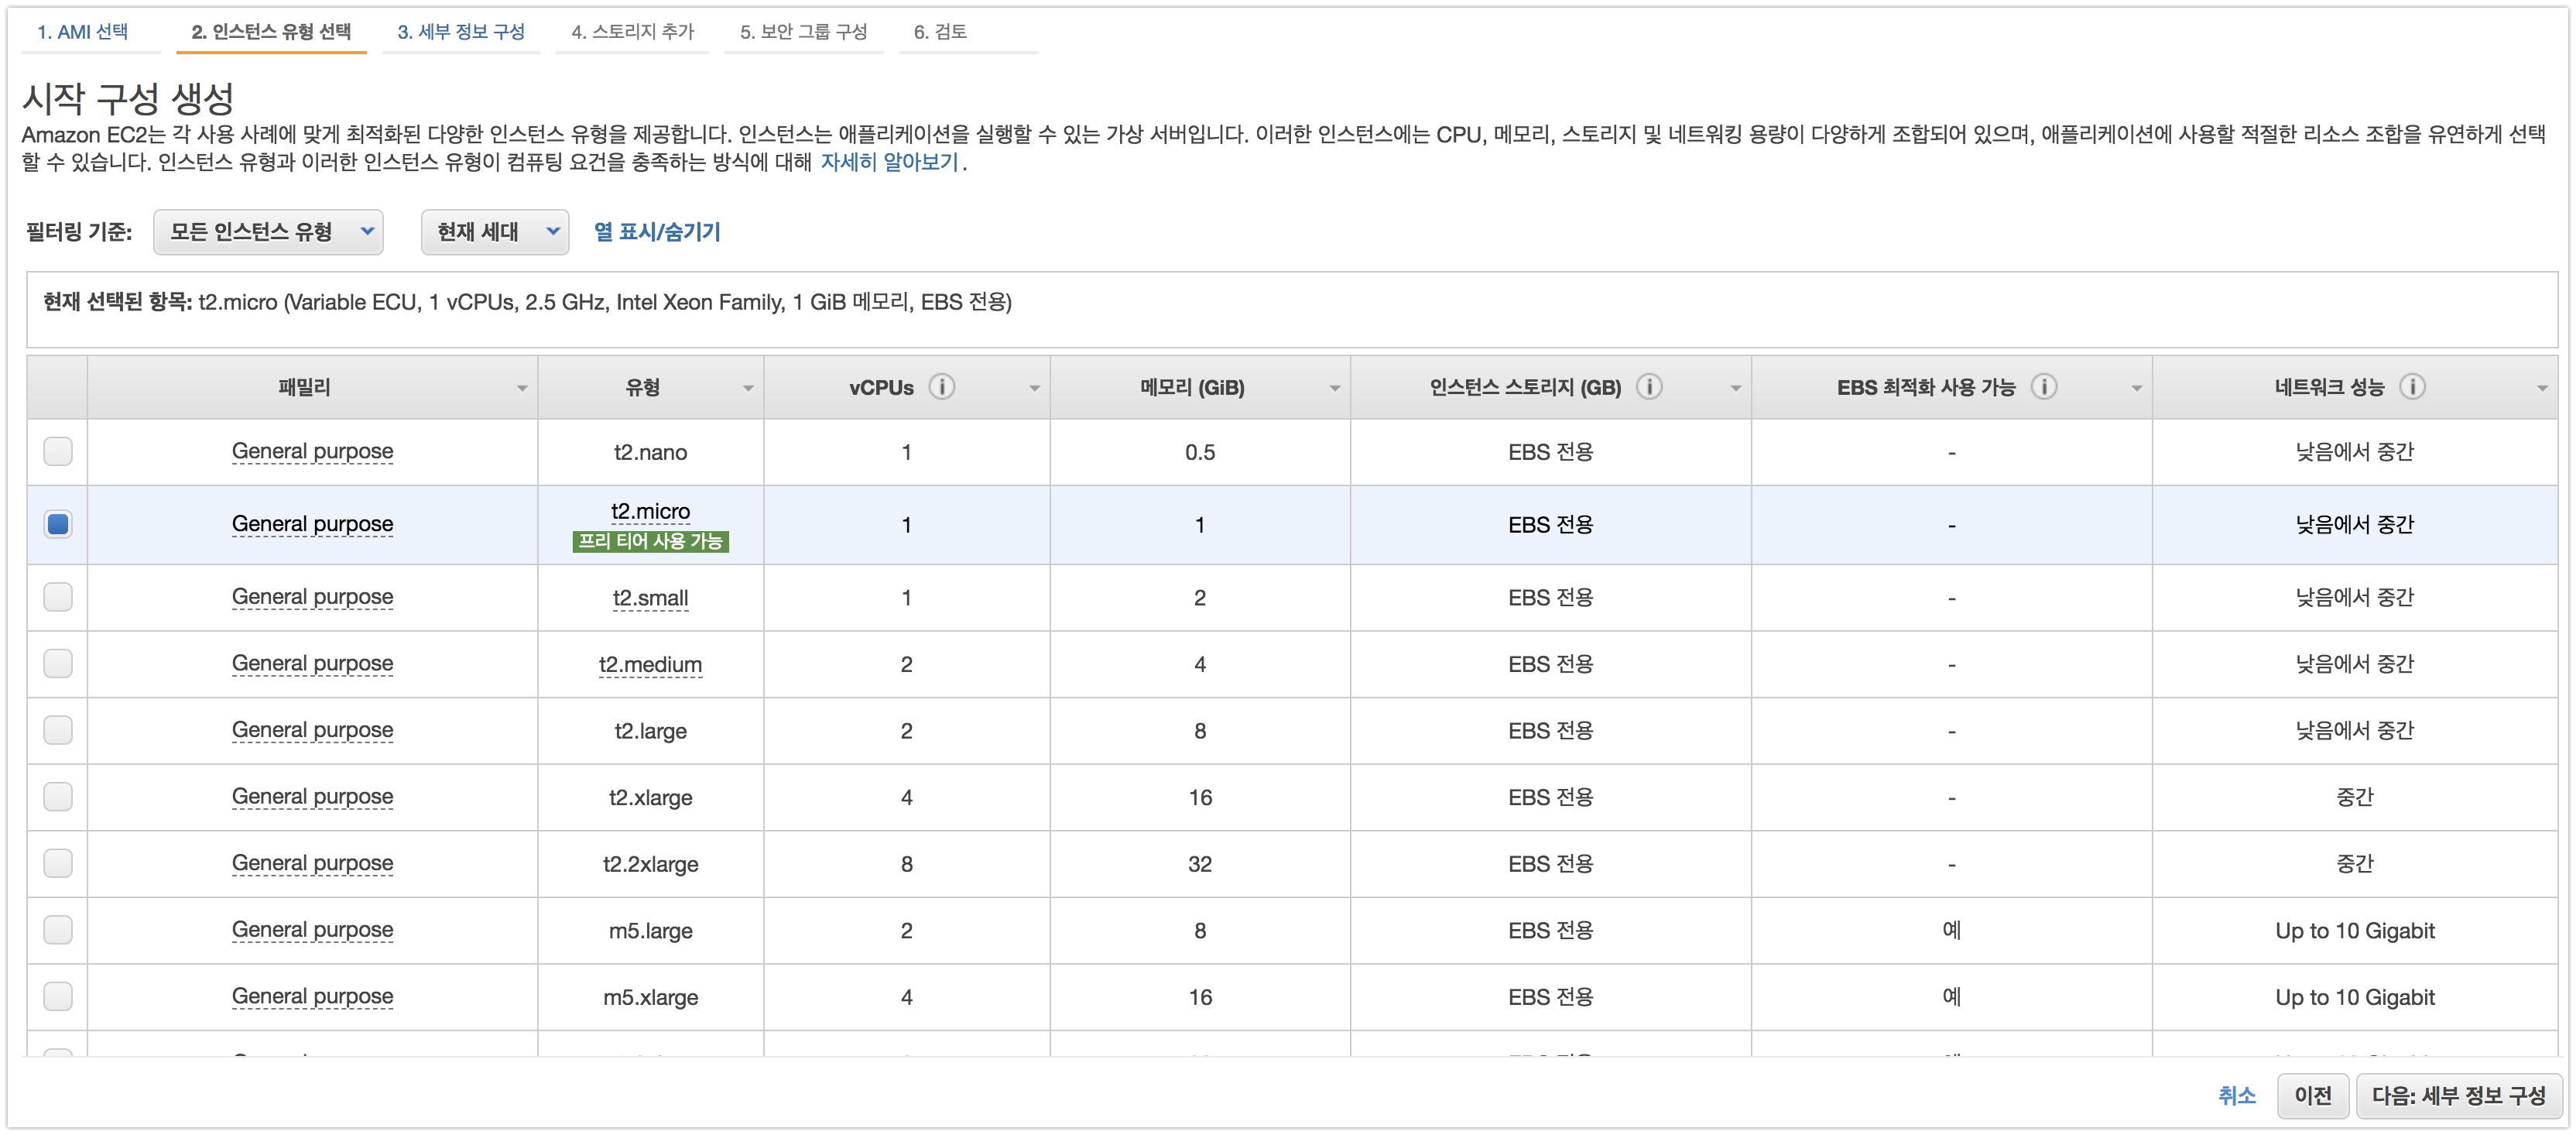 1. AMI 선택 2. 인스턴스 유형 선택 3. 세부 정보 구성 4. 스토리지 추가 5. 보안 그룹 구성 6. 검토
시작 구성 생성
Amazon EC2는 각 사용 사례에 맞게 최적화된 다양한 인스턴스 유형을 제공합니다. 인스턴스는 애플리케이션을 실행할 수 있는 가상 서버입니다. 이러한 인스턴스에는 CPU, 메모리, 스토리지 및 네트워킹 용량이 다양하게 조합되어 있으며, 애플리케이션에 사용할 적절한 리소스 조합을 유연하게 선택
할 수 있습니다. 인스턴스 유형과 이러한 인스턴스 유형이 컴퓨팅 요건을 충족하는 방식에 대해 자세히 알아보기.
필터링 기준: 모든 인스턴스 유형 현재 세대 열 표시/숨기기
현재 선택된 항목: t2.micro (Variable ECU, 1 vCPUs, 2.5 GHz, Intel Xeon Family, 1 GiB 메모리, EBS 전용)
패밀리 유형 vCPUs 메모리 (GiB) 인스턴스 스토리지 (GB) EBS 최적화 사용 가능 네트워크 성능
General purpose t2.nano 1 0.5 EBS 전용 - 낮음에서 중간
General purpose t2.micro 1 1 EBS 전용 - 낮음에서 중간
프리 티어 사용 가능
General purpose t2.small 1 2 EBS 전용 - 낮음에서 중간
General purpose t2.medium 2 4 EBS 전용 - 낮음에서 중간
General purpose t2.large 2 8 EBS 전용 - 낮음에서 중간
General purpose t2.xlarge 4 16 EBS 전용 - 중간
General purpose t2.2xlarge 8 32 EBS 전용 - 중간
General purpose m5.large 2 8 EBS 전용 예 Up to 10 Gigabit
General purpose m5.xlarge 4 16 EBS 전용 예 Up to 10 Gigabit
취소 이전 다음: 세부 정보 구성